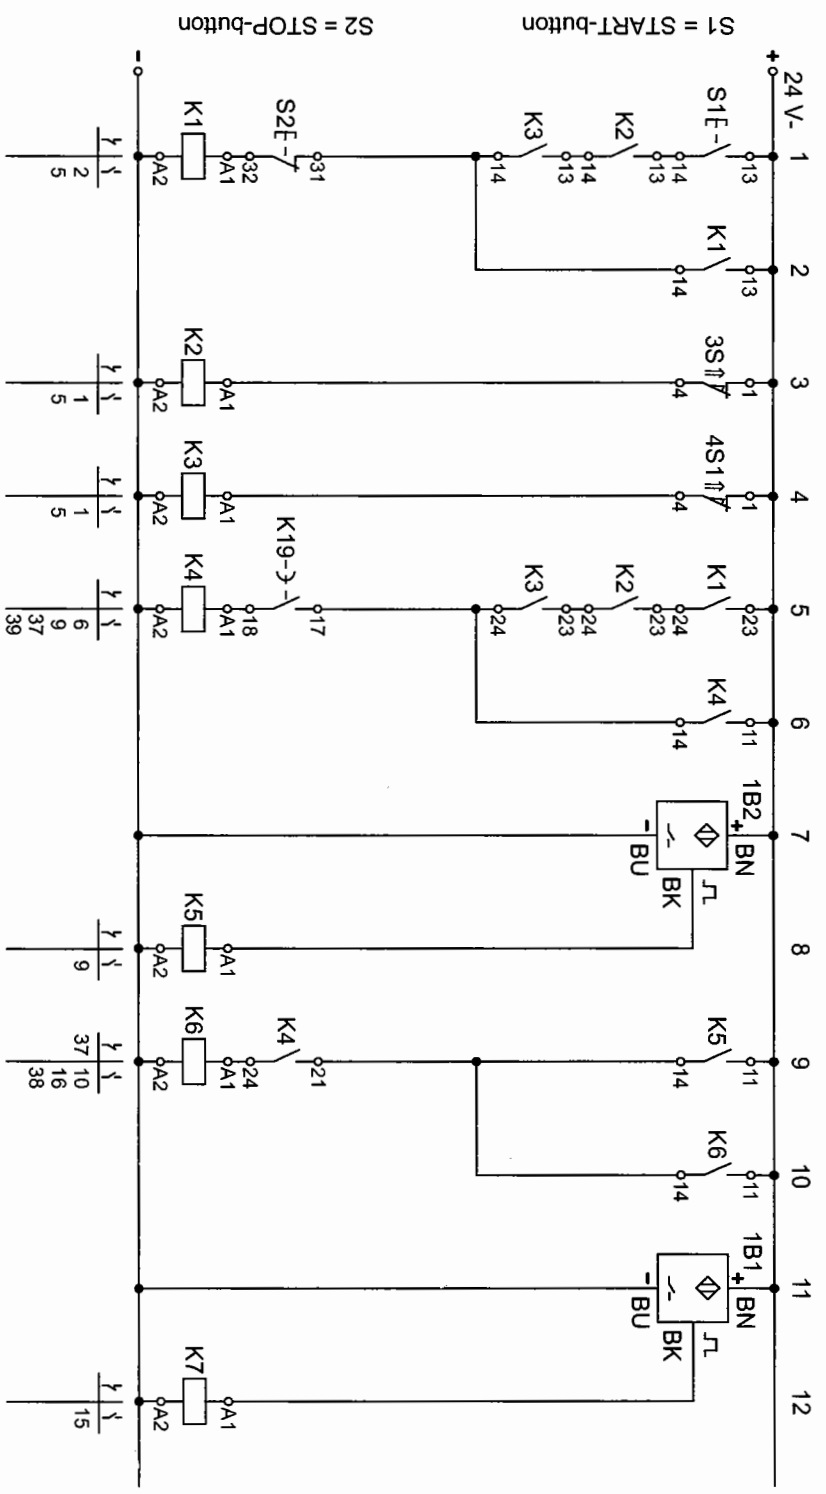 24 V-
+
1
2
3
4
5
6
7
8
9
10
11
12
13
S1E-
14
13
K2
14
13
K3
14
31
S2E-
32
A1
K1
A2
2
5
13
K1
14
1
3S
4
A1
K2
A2
1
5
1
4S1
4
A1
K3
A2
1
5
23
K1
24
23
K2
24
23
K3
24
17
K19
18
A1
K4
A2
6
9
37
39
11
K4
14
1B2
+ BN
BK
- BU
A1
K5
A2
9
11
K5
14
21
K4
24
A1
K6
A2
37 10
16
38
11
K6
14
1B1
+ BN
BK
- BU
A1
K7
A2
15
-
S1 = START-button
S2 = STOP-button